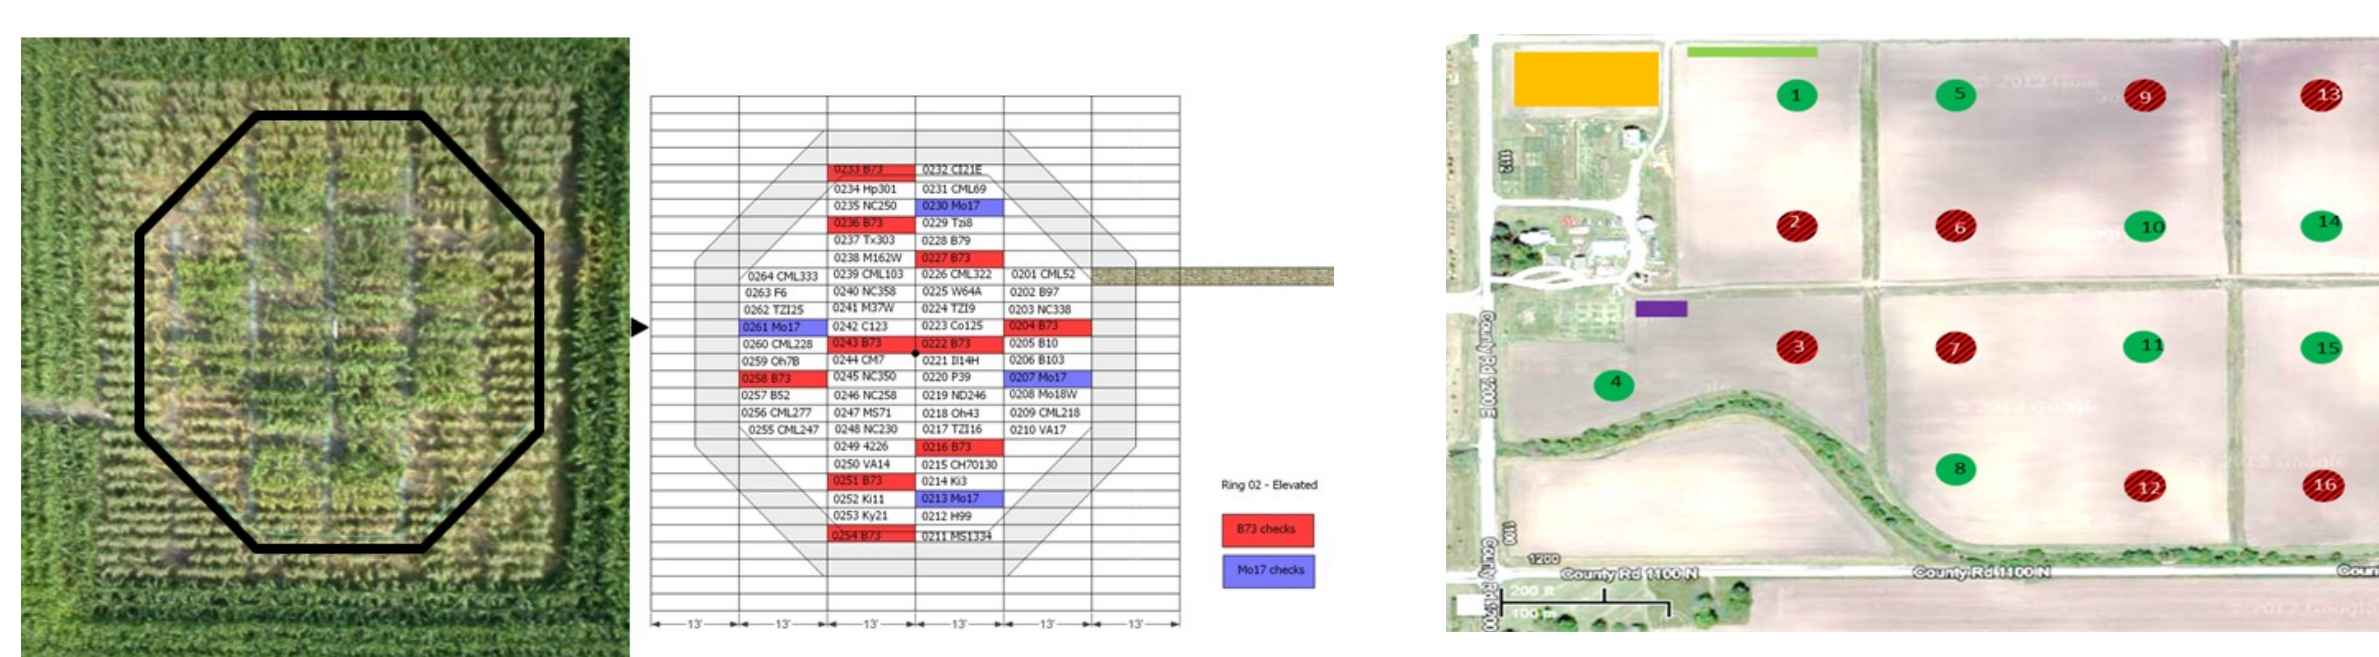 0233 B73 0232 CI21E
0234 Hp301 0231 CML69
0235 NC250 0230 Mo17
0236 B73 0229 Tzi8
0237 Tx303 0228 B79
0238 M162W 0227 B73
0264 CML333 0239 CML103 0226 CML322 0201 CML52
0263 F6 0240 NC358 0225 W64A 0202 B97
0262 TZI25 0241 M37W 0224 TZI9 0203 NC338
0261 Mo17 0242 C123 0223 Co125 0204 B73
0260 CML228 0243 B73 0222 B73 0205 B10
0259 Oh7B 0244 CM7 0221 Il14H 0206 B103
0258 B73 0245 NC350 0220 P39 0207 Mo17
0257 B52 0246 NC258 0219 ND246 0208 Mo18W
0256 CML277 0247 MS71 0218 Oh43 0209 CML218
0255 CML247 0248 NC230 0217 TZI16 0210 VA17
0249 4226 0216 B73
0250 VA14 0215 CH70130
0251 B73 0214 Ki3
0252 Ki11 0213 Mo17
0253 Ky21 0212 H99
0254 B73 0211 MS1334
13' 13' 13' 13' 13' 13'
Ring 02 - Elevated
B73 checks
Mo17 checks
1 5 9 13
2 6 10 14
3 7 11 15
4
8 12 16
© 2012 Google
County Rd 1200 E
1200
County Rd 1100 N County Rd 1100 N
200 ft
100 m
2012 Google